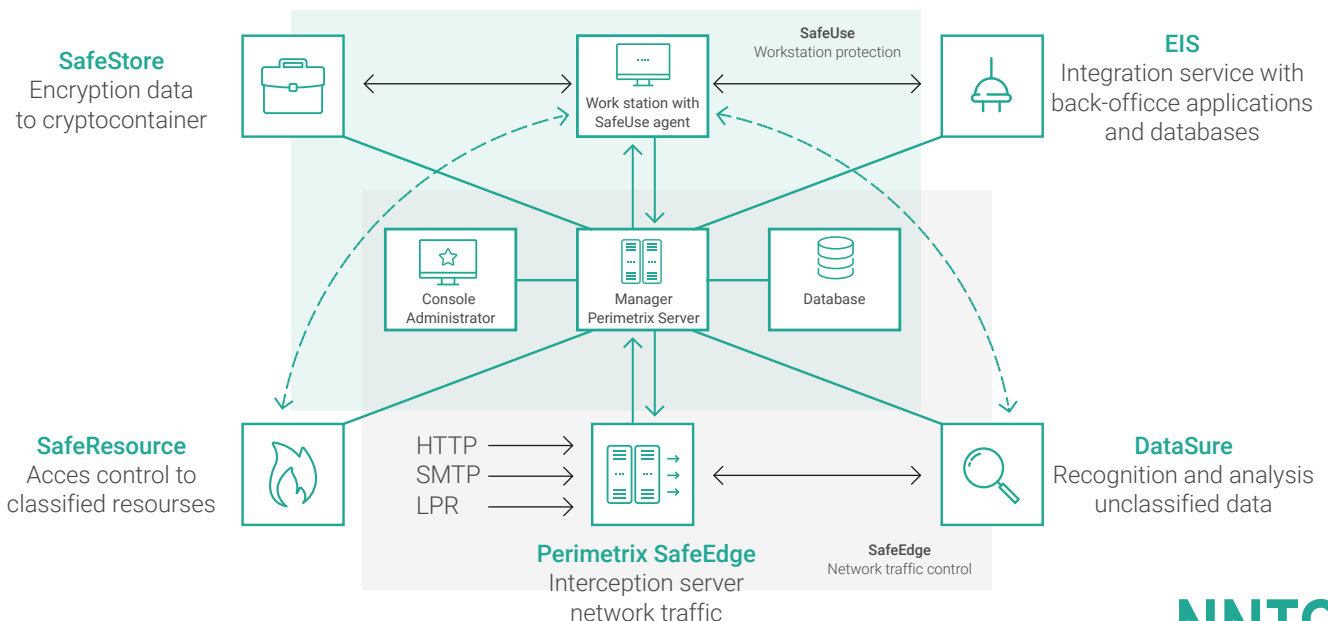 SafeStore
Encryption data
to cryptocontainer
SafeUse
Workstation protection
Work station with
SafeUse agent
EIS
Integration service with
back-officce applications
and databases
Console
Administrator
Manager
Perimetrix Server
Database
SafeResource
Acces control to
classified resourses
HTTP
SMTP
LPR
Perimetrix SafeEdge
Interception server
network traffic
SafeEdge
Network traffic control
DataSure
Recognition and analysis
unclassified data